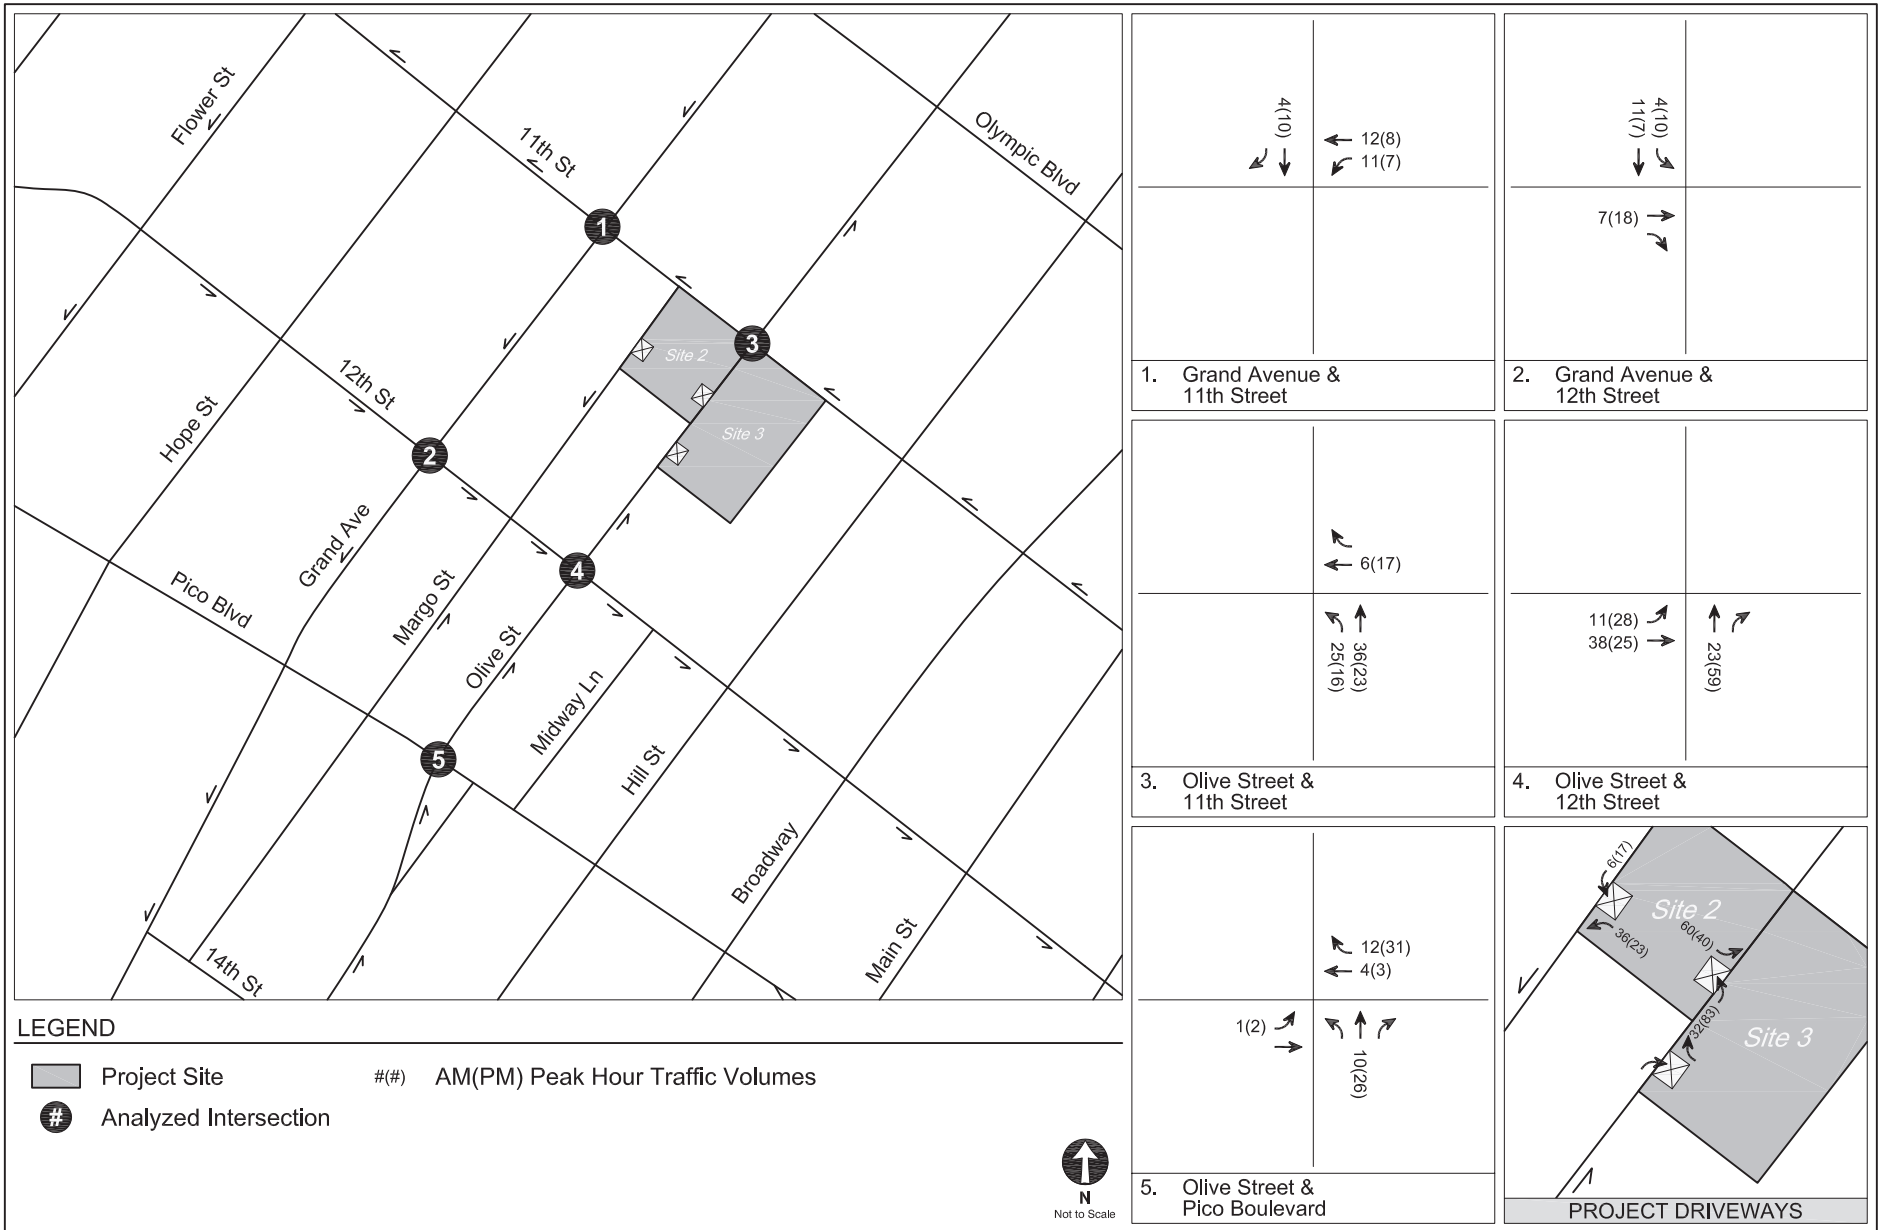 Flower St
11th St
Olympic Blvd
Hope St
12th St
Grand Ave
Pico Blvd
Margo St
Olive St
Midway Ln
Hill St
Broadway
Main St
14th St
1
2
3
4
5
Site 2
Site 3
4(10)
12(8)
11(7)
1. Grand Avenue &
11th Street
4(10)
11(7)
7(18)
2. Grand Avenue &
12th Street
6(17)
36(23)
25(16)
3. Olive Street &
11th Street
11(28)
38(25)
23(59)
4. Olive Street &
12th Street
12(31)
4(3)
1(2)
10(26)
5. Olive Street &
Pico Boulevard
6(17)
Site 2
36(23)
60(40)
32(83)
Site 3
PROJECT DRIVEWAYS
LEGEND
Project Site
#(#) AM(PM) Peak Hour Traffic Volumes
# Analyzed Intersection
N
Not to Scale